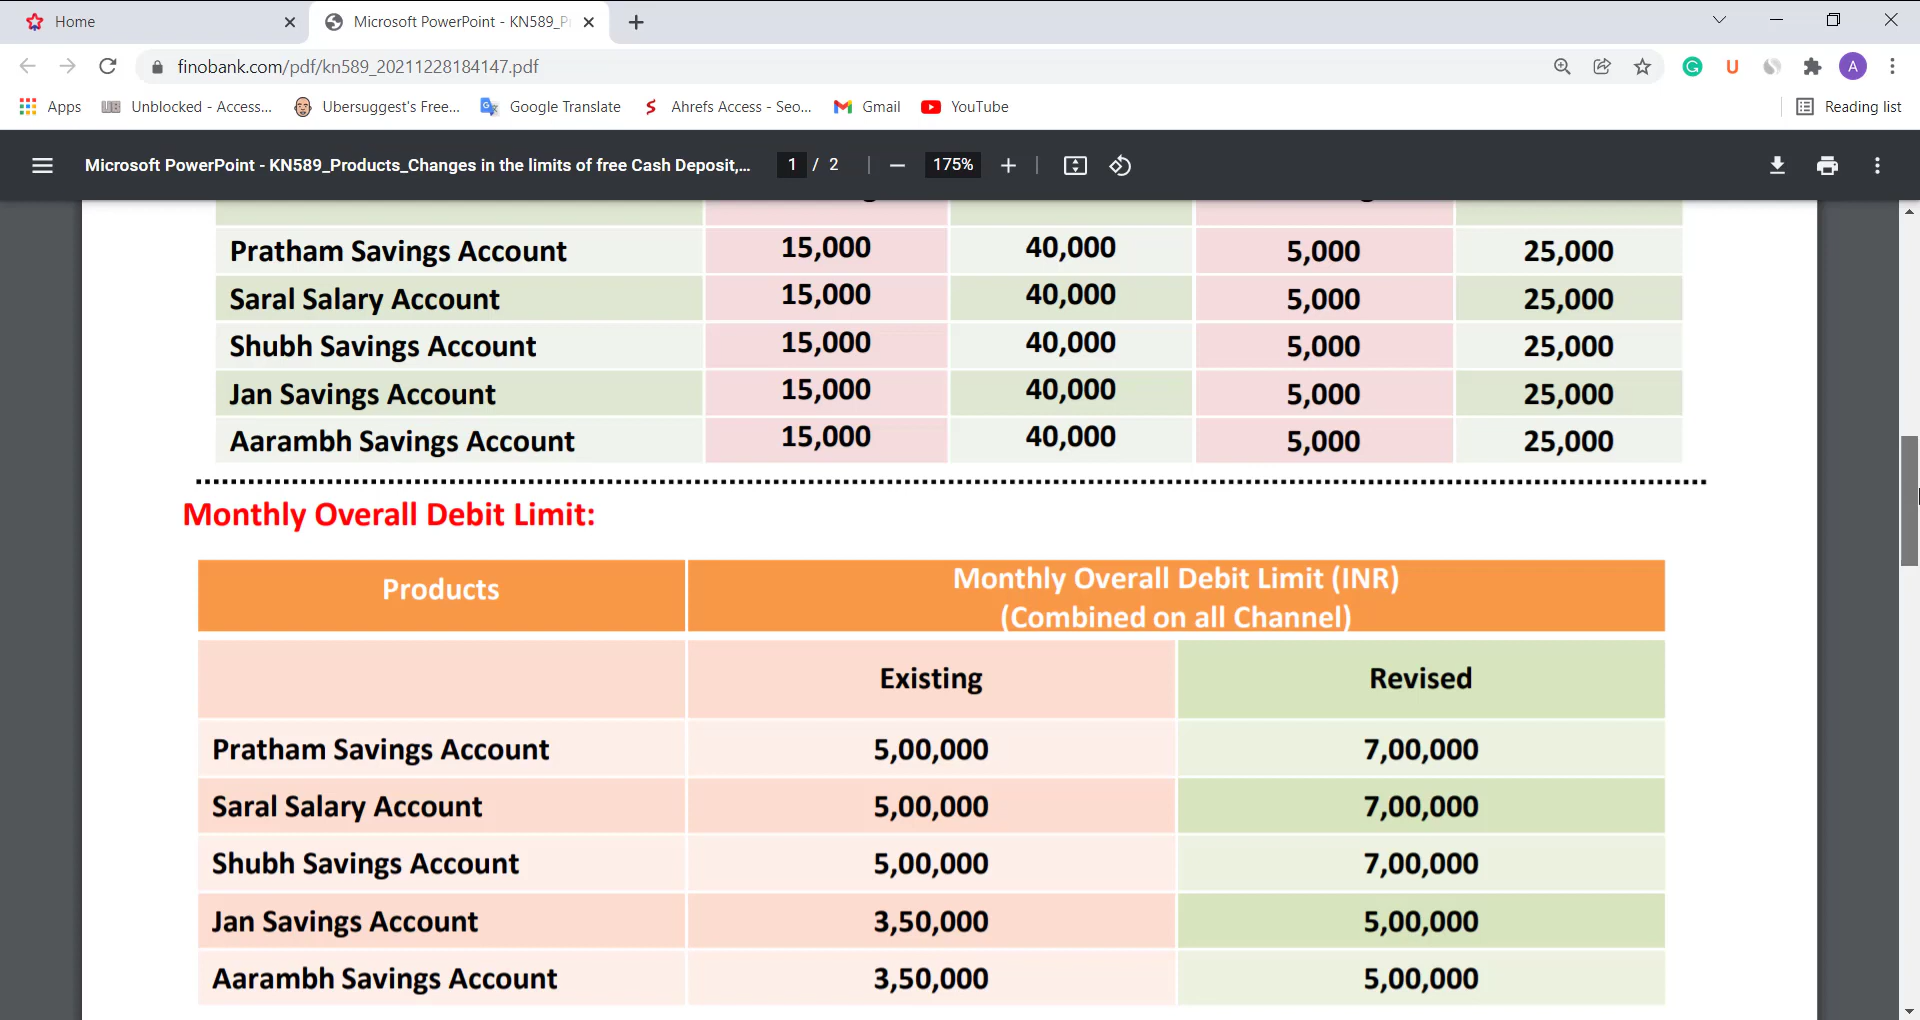 Home
Microsoft PowerPoint - KN589_P
finobank.com/pdf/kn589_20211228184147.pdf
A
Apps
Unblocked - Access...
Ubersuggest's Free...
Google Translate
Ahrefs Access - Seo...
Gmail
YouTube
Reading list
Microsoft PowerPoint - KN589_Products_Changes in the limits of free Cash Deposit,...
1 / 2
175%
Pratham Savings Account 15,000 40,000 5,000 25,000
Saral Salary Account 15,000 40,000 5,000 25,000
Shubh Savings Account 15,000 40,000 5,000 25,000
Jan Savings Account 15,000 40,000 5,000 25,000
Aarambh Savings Account 15,000 40,000 5,000 25,000
Monthly Overall Debit Limit:
Products
Monthly Overall Debit Limit (INR)
(Combined on all Channel)
Existing Revised
Pratham Savings Account 5,00,000 7,00,000
Saral Salary Account 5,00,000 7,00,000
Shubh Savings Account 5,00,000 7,00,000
Jan Savings Account 3,50,000 5,00,000
Aarambh Savings Account 3,50,000 5,00,000